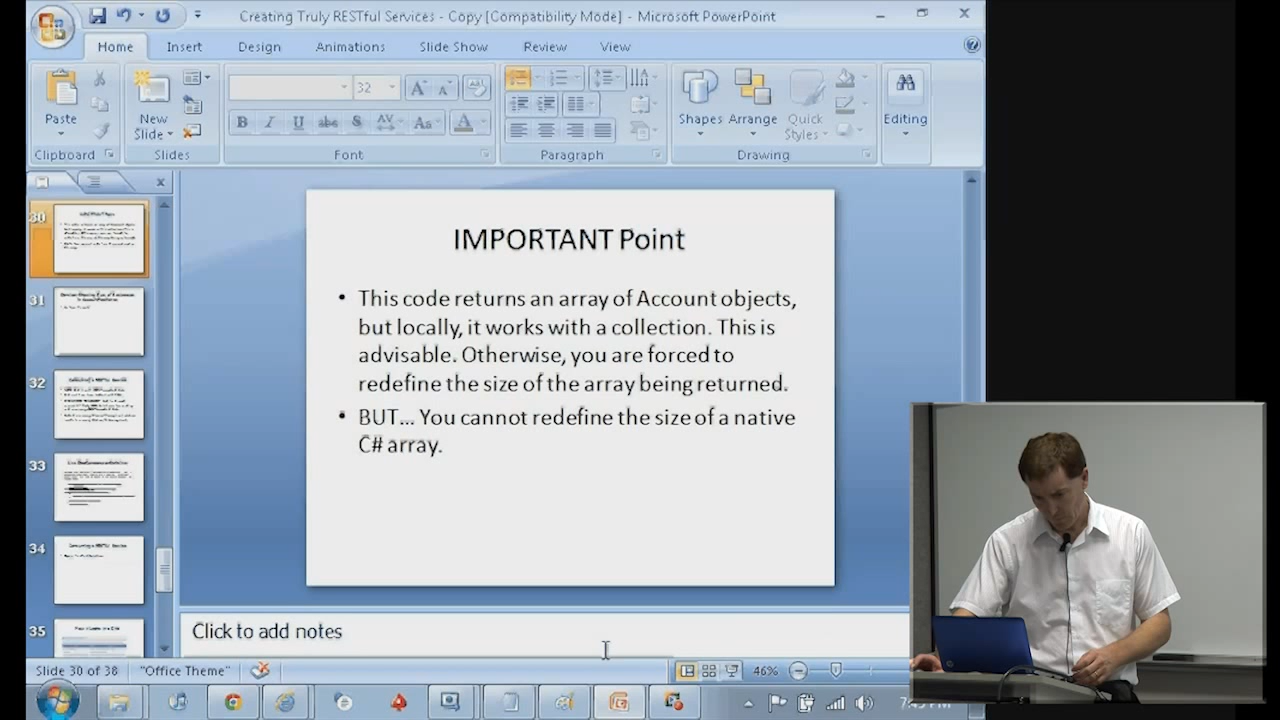 Creating Truly RESTful Services - Copy [Compatibility Mode] - Microsoft PowerPoint
Home Insert Design Animations Slide Show Review View
32
Paste
New
Slide
Shapes Arrange Quick
Styles
Editing
Clipboard Slides Font Paragraph Drawing
30
31
32
33
34
35
IMPORTANT Point
• This code returns an array of Account objects,
but locally, it works with a collection. This is
advisable. Otherwise, you are forced to
redefine the size of the array being returned.
• BUT... You cannot redefine the size of a native
C# array.
Click to add notes
Slide 30 of 38 "Office Theme" 46%